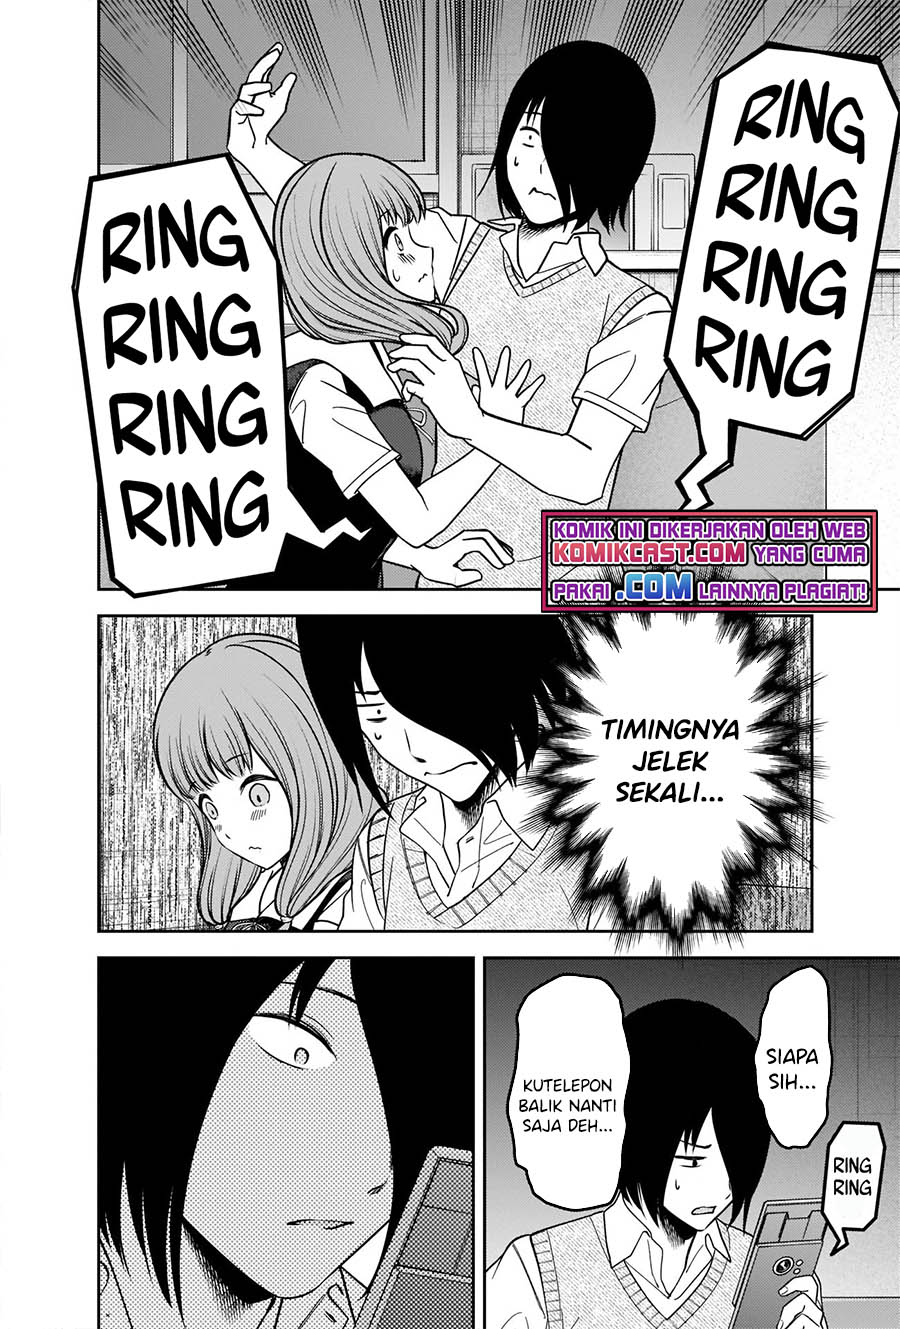 RING
RING
RING
RING
RING
RING
RING
RING
KOMIK INI DIKERJAKAN OLEH WEB
KOMIKCAST.COM YANG CUMA
PAKAI .COM LAINNYA PLAGIAT!
TIMINGNYA
JELEK
SEKALI...
SIAPA
SIH...
KUTELEPON
BALIK NANTI
SAJA DEH...
RING
RING